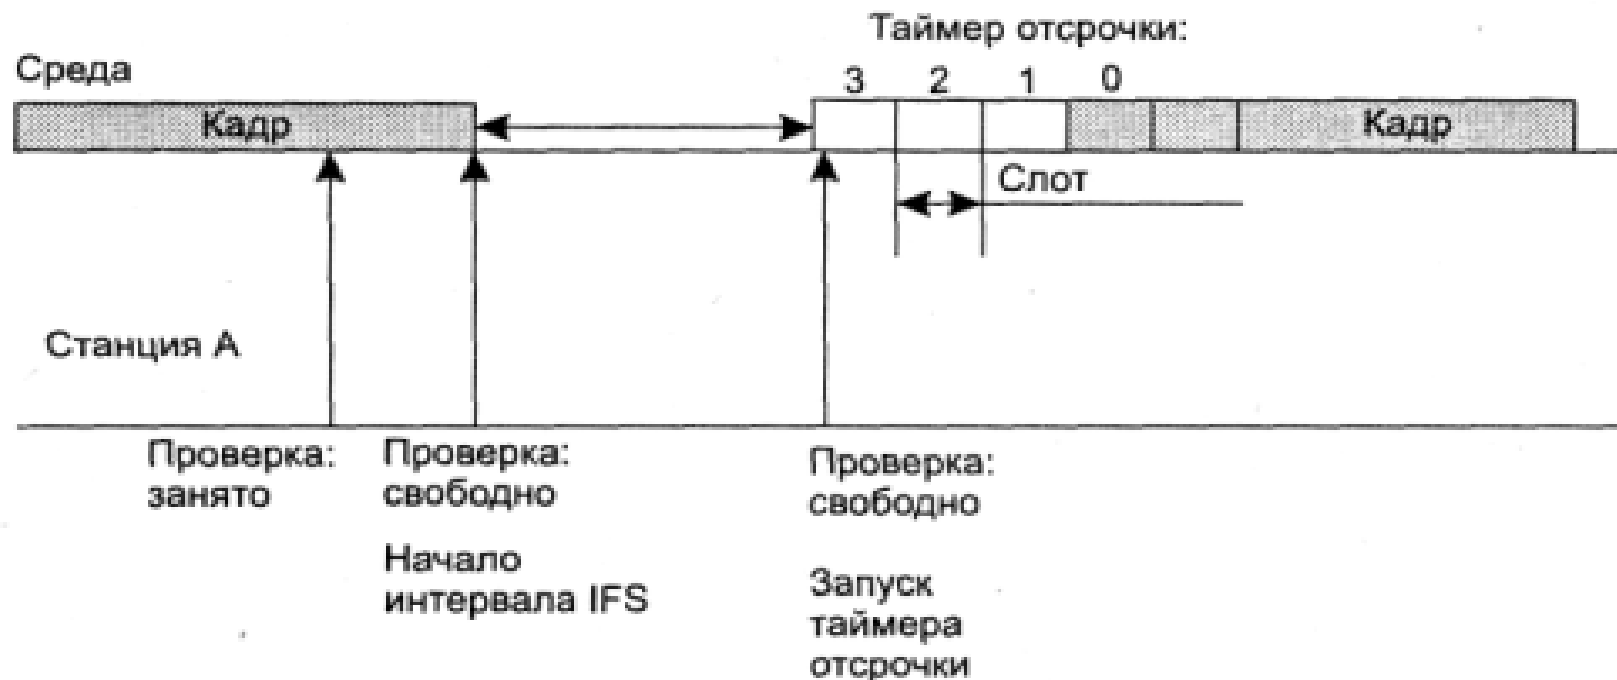 Таймер отсрочки:
Среда
3 2 1 0
Кадр
Кадр
Слот
Станция А
Проверка:
занято
Проверка:
свободно
Начало
интервала IFS
Проверка:
свободно
Запуск
таймера
отсрочки